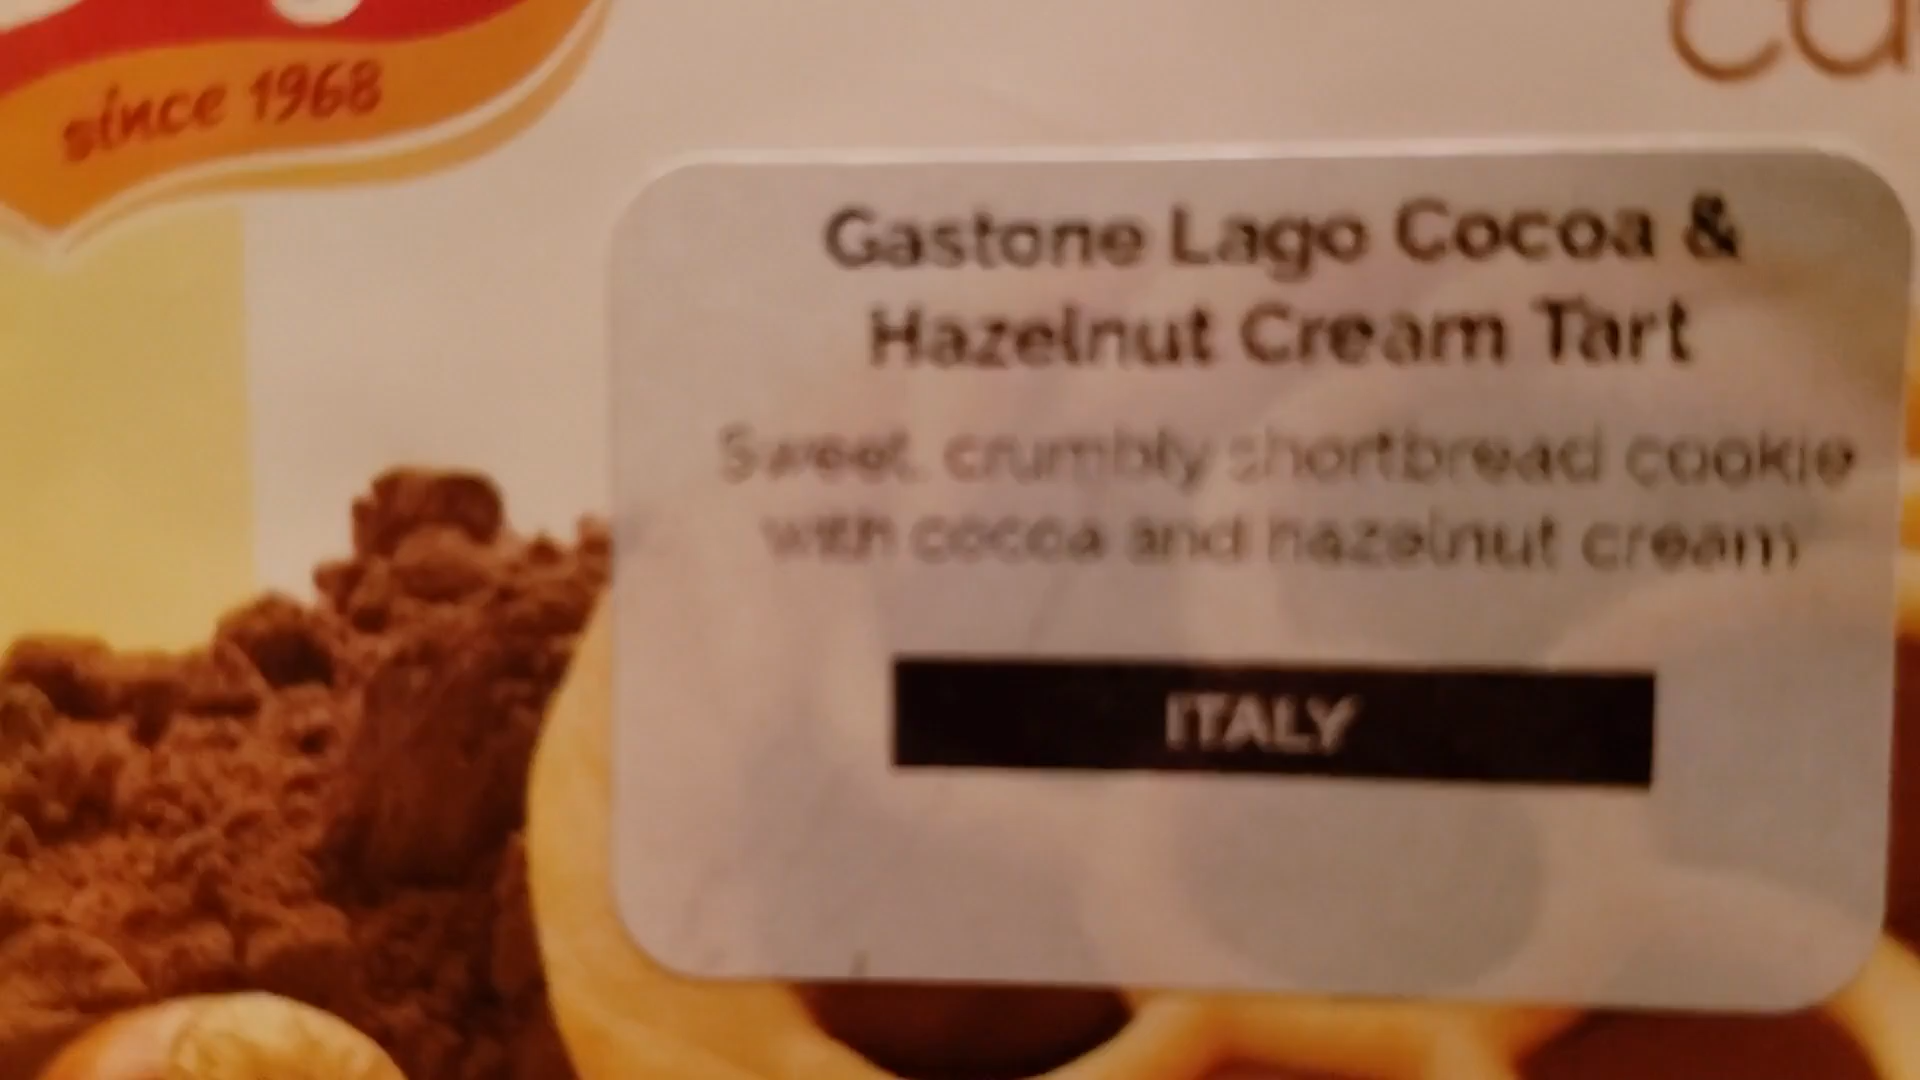 since 1968
Gastone Lago Cocoa &
Hazelnut Cream Tart
Sweet, crumbly shortbread cookie
with cocoa and hazelnut cream
ITALY